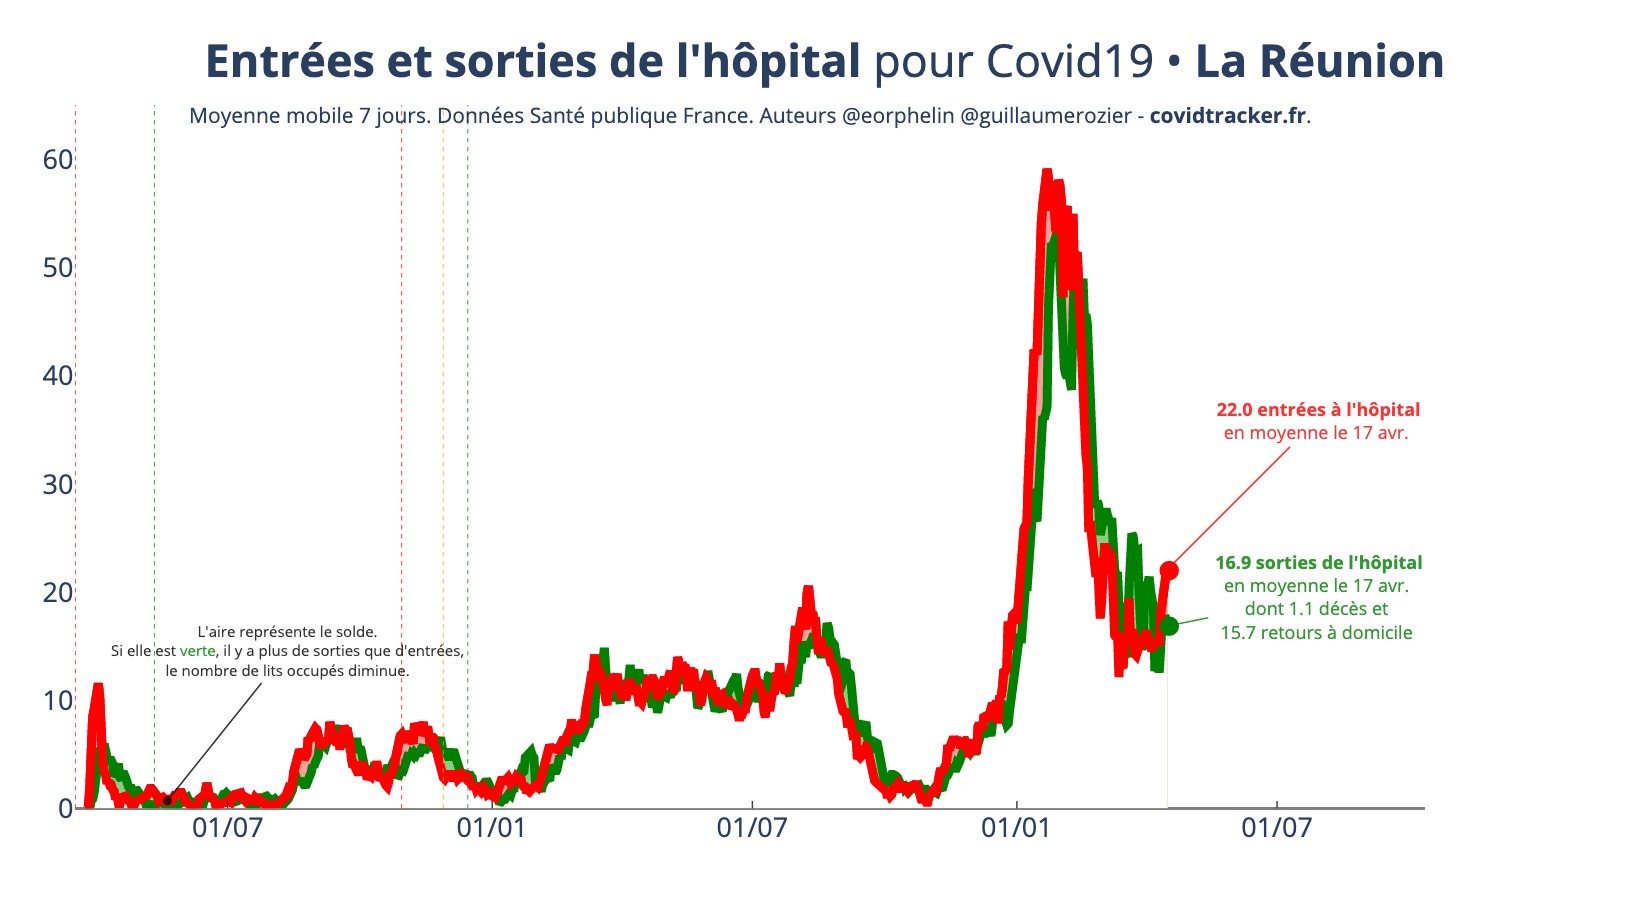 Entrées et sorties de l'hôpital pour Covid19 • La Réunion
Moyenne mobile 7 jours. Données Santé publique France. Auteurs @eorphelin @guillaumerozier - covidtracker.fr.
60
50
40
30
20
10
0
22.0 entrées à l'hôpital
en moyenne le 17 avr.
16.9 sorties de l'hôpital
en moyenne le 17 avr.
dont 1.1 décès et
15.7 retours à domicile
L'aire représente le solde.
Si elle est verte, il y a plus de sorties que d'entrées,
le nombre de lits occupés diminue.
01/07 01/01 01/07 01/01 01/07